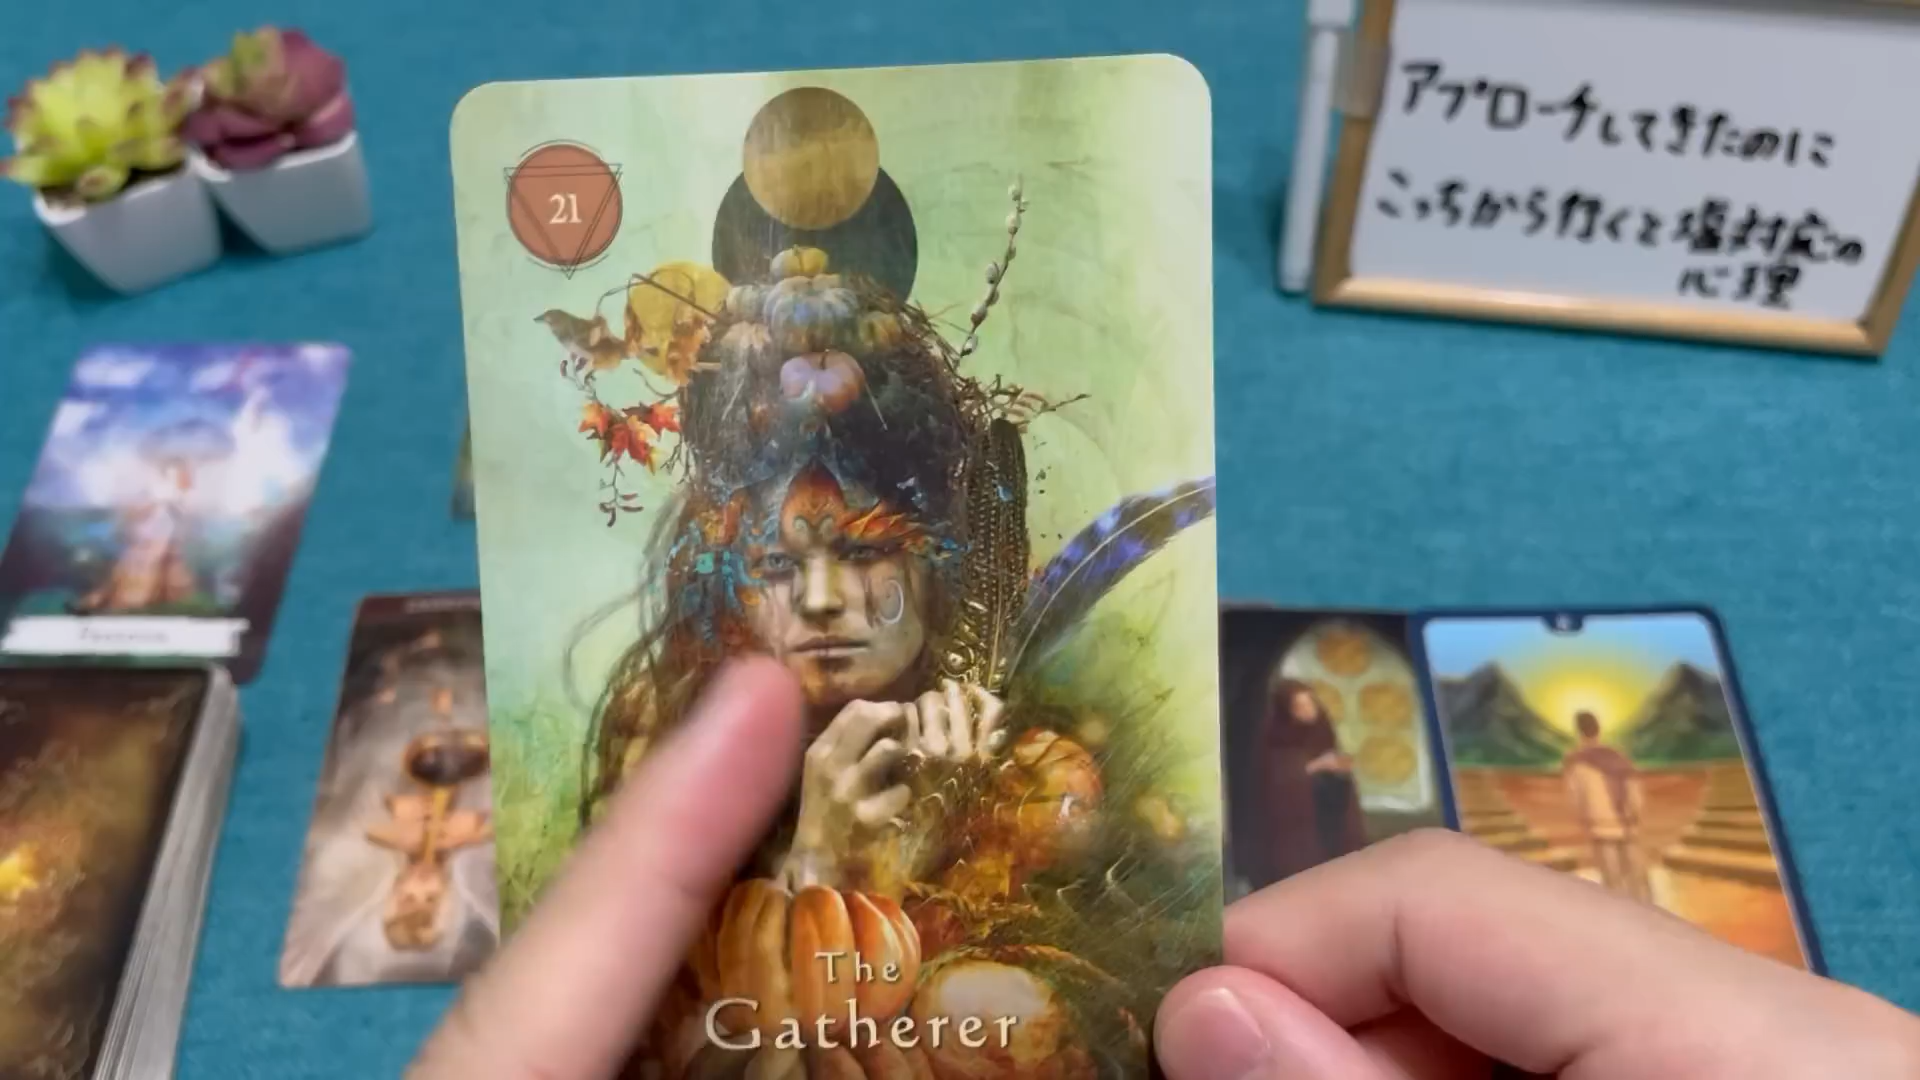 21
アプローチしてきたのに
こっちから行くと塩対応の
心理
The
Gatherer